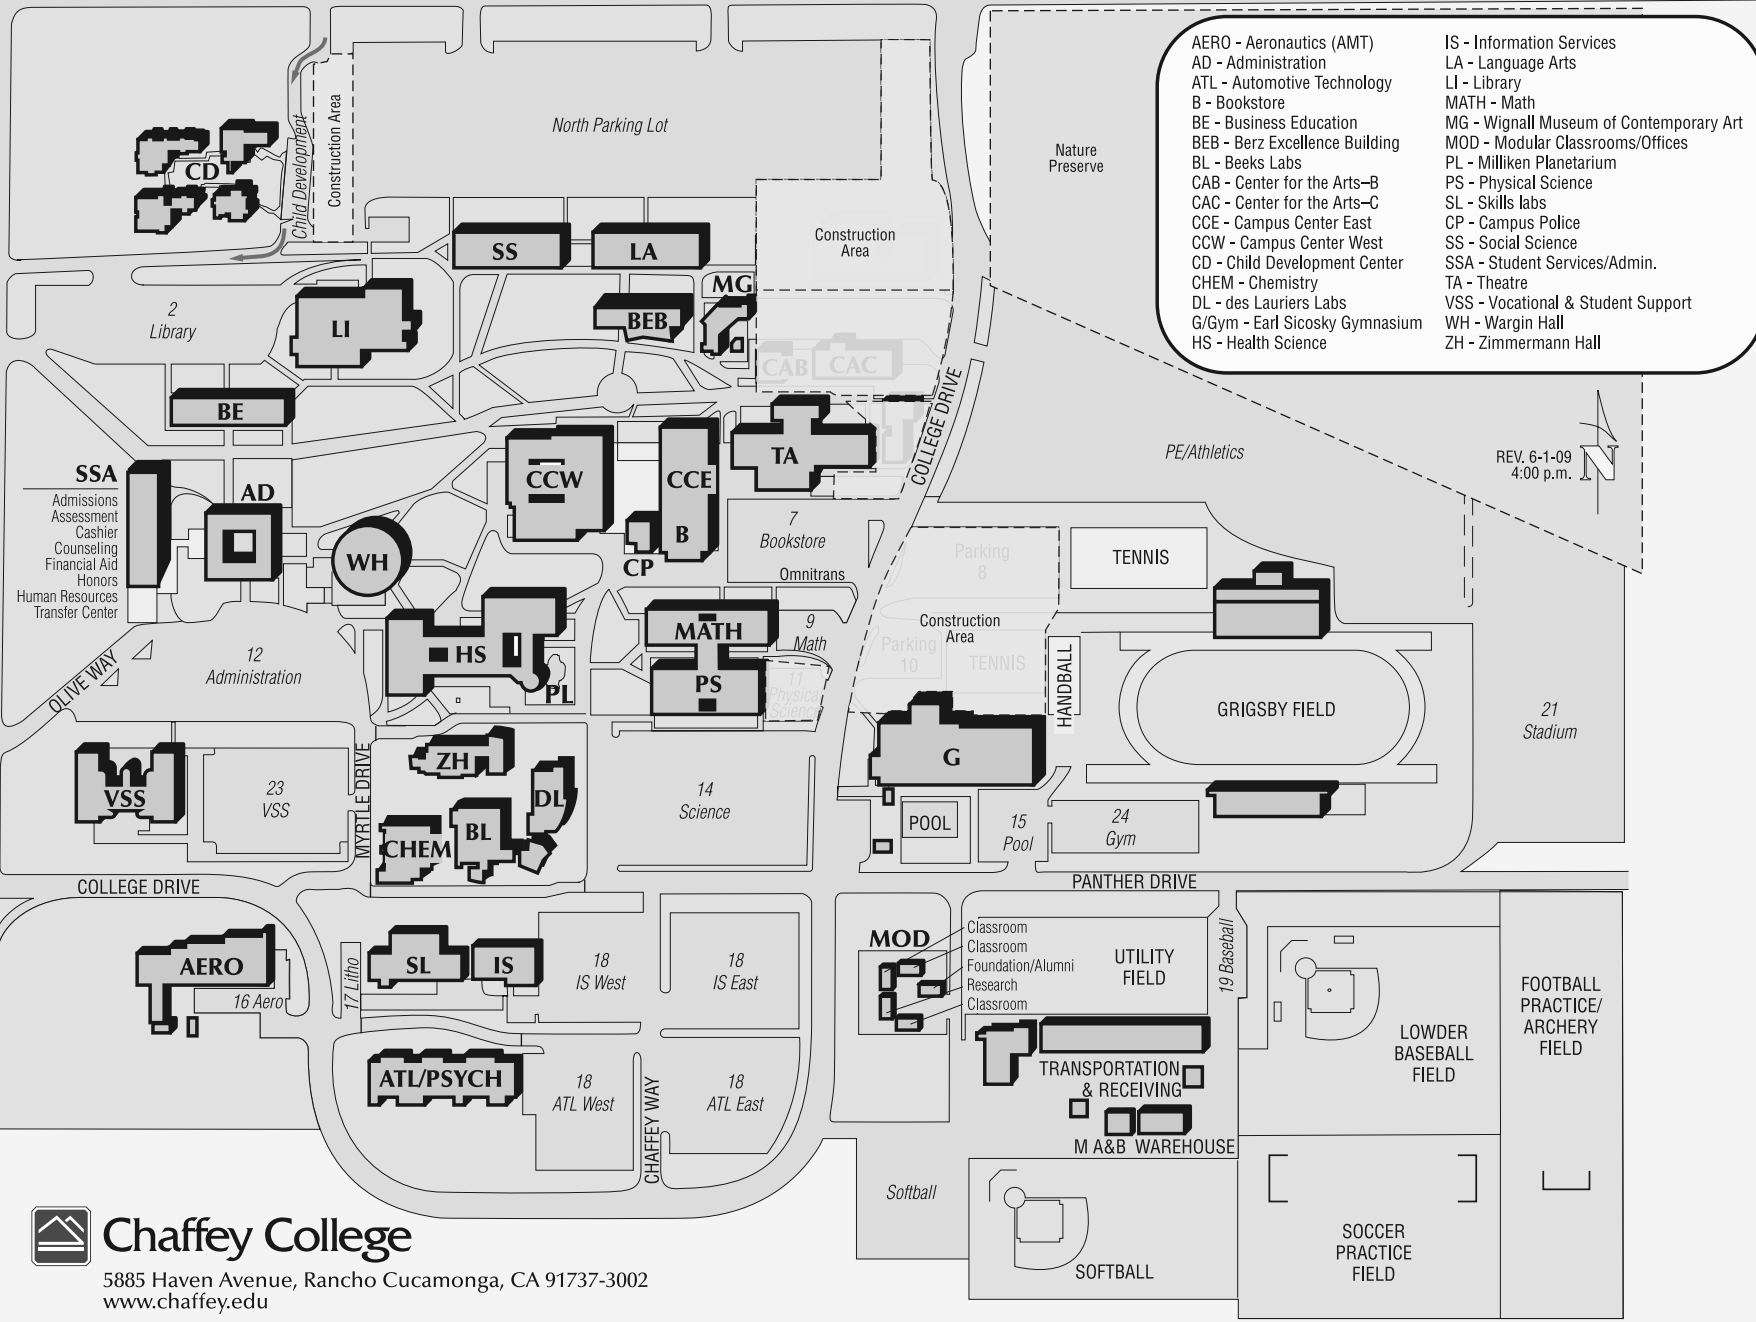 AERO - Aeronautics (AMT)
AD - Administration
ATL - Automotive Technology
B - Bookstore
BE - Business Education
BEB - Berz Excellence Building
BL - Beeks Labs
CAB - Center for the Arts–B
CAC - Center for the Arts–C
CCE - Campus Center East
CCW - Campus Center West
CD - Child Development Center
CHEM - Chemistry
DL - des Lauriers Labs
G/Gym - Earl Sicosky Gymnasium
HS - Health Science
IS - Information Services
LA - Language Arts
LI - Library
MATH - Math
MG - Wignall Museum of Contemporary Art
MOD - Modular Classrooms/Offices
PL - Milliken Planetarium
PS - Physical Science
SL - Skills labs
CP - Campus Police
SS - Social Science
SSA - Student Services/Admin.
TA - Theatre
VSS - Vocational & Student Support
WH - Wargin Hall
ZH - Zimmermann Hall
North Parking Lot
Nature
Preserve
Construction Area
Child Development
CD
SS
LA
Construction
Area
MG
2
Library
LI
BEB
CAB
CAC
BE
COLLEGE DRIVE
PE/Athletics
REV. 6-1-09
4:00 p.m.
N
TA
SSA
Admissions
Assessment
Cashier
Counseling
Financial Aid
Honors
Human Resources
Transfer Center
AD
CCW
CCE
B
CP
WH
7
Bookstore
Omnitrans
Parking
8
TENNIS
Construction
Area
Parking
10
TENNIS
HANDBALL
MATH
9
Math
PS
11
Physical
Science
HS
PL
12
Administration
OLIVE WAY
GRIGSBY FIELD
21
Stadium
G
ZH
DL
BL
CHEM
VSS
23
VSS
MYRTLE DRIVE
14
Science
POOL
15
Pool
24
Gym
COLLEGE DRIVE
PANTHER DRIVE
AERO
16 Aero
17 Litho
SL
IS
18
IS West
18
IS East
MOD
Classroom
Classroom
Foundation/Alumni
Research
Classroom
UTILITY
FIELD
19 Baseball
LOWDER
BASEBALL
FIELD
FOOTBALL
PRACTICE/
ARCHERY
FIELD
ATL/PSYCH
18
ATL West
18
ATL East
CHAFFEY WAY
TRANSPORTATION
& RECEIVING
M A&B WAREHOUSE
Softball
SOFTBALL
SOCCER
PRACTICE
FIELD
Chaffey College
5885 Haven Avenue, Rancho Cucamonga, CA 91737-3002
www.chaffey.edu